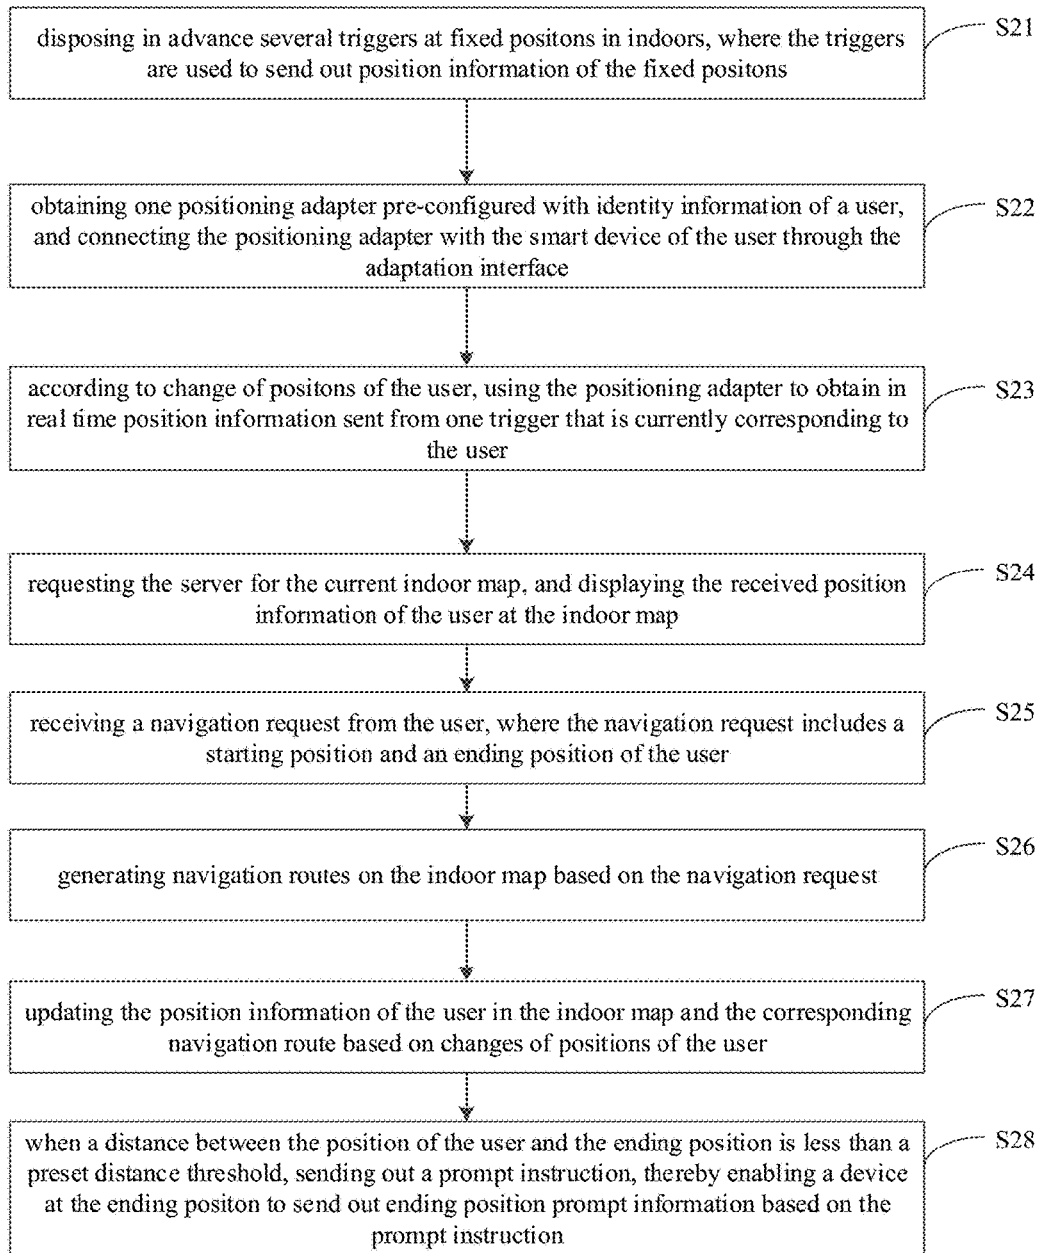 disposing in advance several triggers at fixed positons in indoors, where the triggers
are used to send out position information of the fixed positons
S21
obtaining one positioning adapter pre-configured with identity information of a user,
and connecting the positioning adapter with the smart device of the user through the
adaptation interface
S22
according to change of positons of the user, using the positioning adapter to obtain in
real time position information sent from one trigger that is currently corresponding to
the user
S23
requesting the server for the current indoor map, and displaying the received position
information of the user at the indoor map
S24
receiving a navigation request from the user, where the navigation request includes a
starting position and an ending position of the user
S25
generating navigation routes on the indoor map based on the navigation request
S26
updating the position information of the user in the indoor map and the corresponding
navigation route based on changes of positions of the user
S27
when a distance between the position of the user and the ending position is less than a
preset distance threshold, sending out a prompt instruction, thereby enabling a device
at the ending positon to send out ending position prompt information based on the
prompt instruction
S28